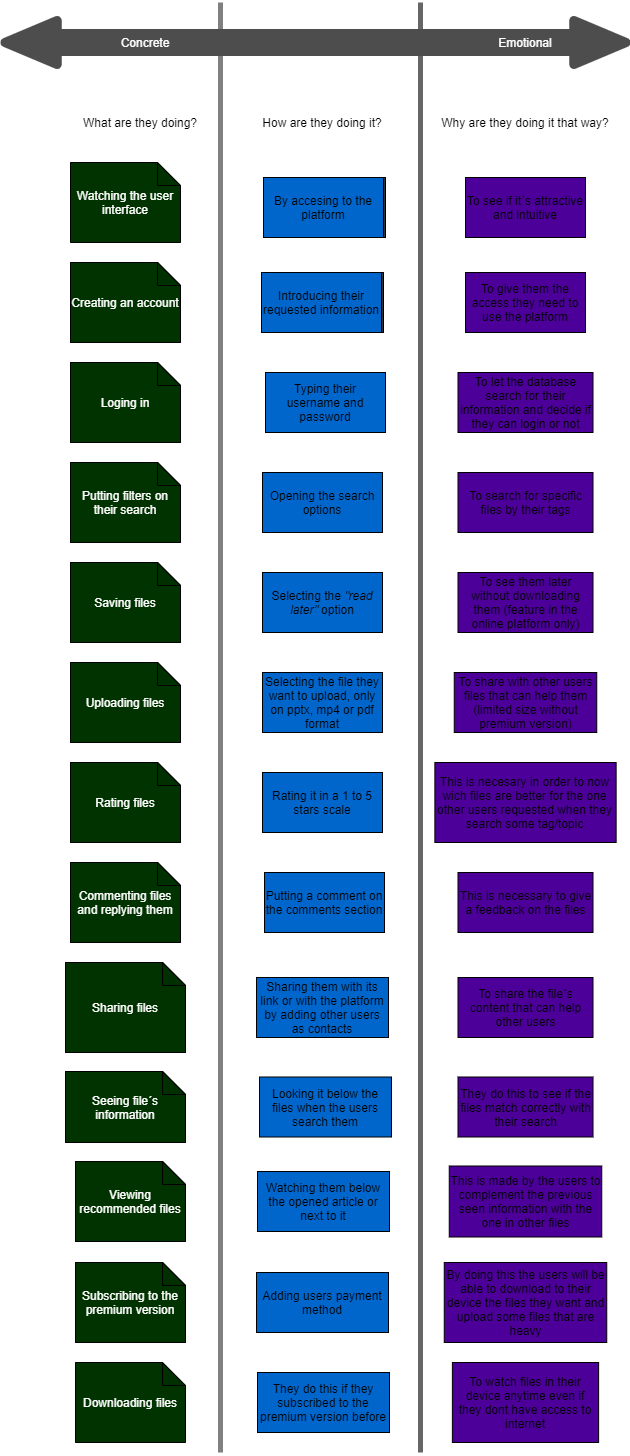 Concrete
Emotional
What are they doing?
How are they doing it?
Why are they doing it that way?
Watching the user
interface
By accesing to the
platform
To see if it´s attractive
and intuitive
Creating an account
Introducing their
requested information
To give them the
access they need to
use the platform
Loging in
Typing their
username and
password
To let the database
search for their
information and decide if
they can login or not
Putting filters on
their search
Opening the search
options
To search for specific
files by their tags
Saving files
Selecting the "read
later" option
To see them later
without downloading
them (feature in the
online platform only)
Uploading files
Selecting the file they
want to upload, only
on pptx, mp4 or pdf
format
To share with other users
files that can help them
(limited size without
premium version)
Rating files
Rating it in a 1 to 5
stars scale
This is necesary in order to now
wich files are better for the one
other users requested when they
search some tag/topic
Commenting files
and replying them
Putting a comment on
the comments section
This is necessary to give
a feedback on the files
Sharing files
Sharing them with its
link or with the platform
by adding other users
as contacts
To share the file´s
content that can help
other users
Seeing file´s
information
Looking it below the
files when the users
search them
They do this to see if the
files match correctly with
their search
Viewing
recommended files
Watching them below
the opened article or
next to it
This is made by the users to
complement the previous
seen information with the
one in other files
Subscribing to the
premium version
Adding users payment
method
By doing this the users will be
able to download to their
device the files they want and
upload some files that are
heavy
Downloading files
They do this if they
subscribed to the
premium version before
To watch files in their
device anytime even if
they dont have access to
internet